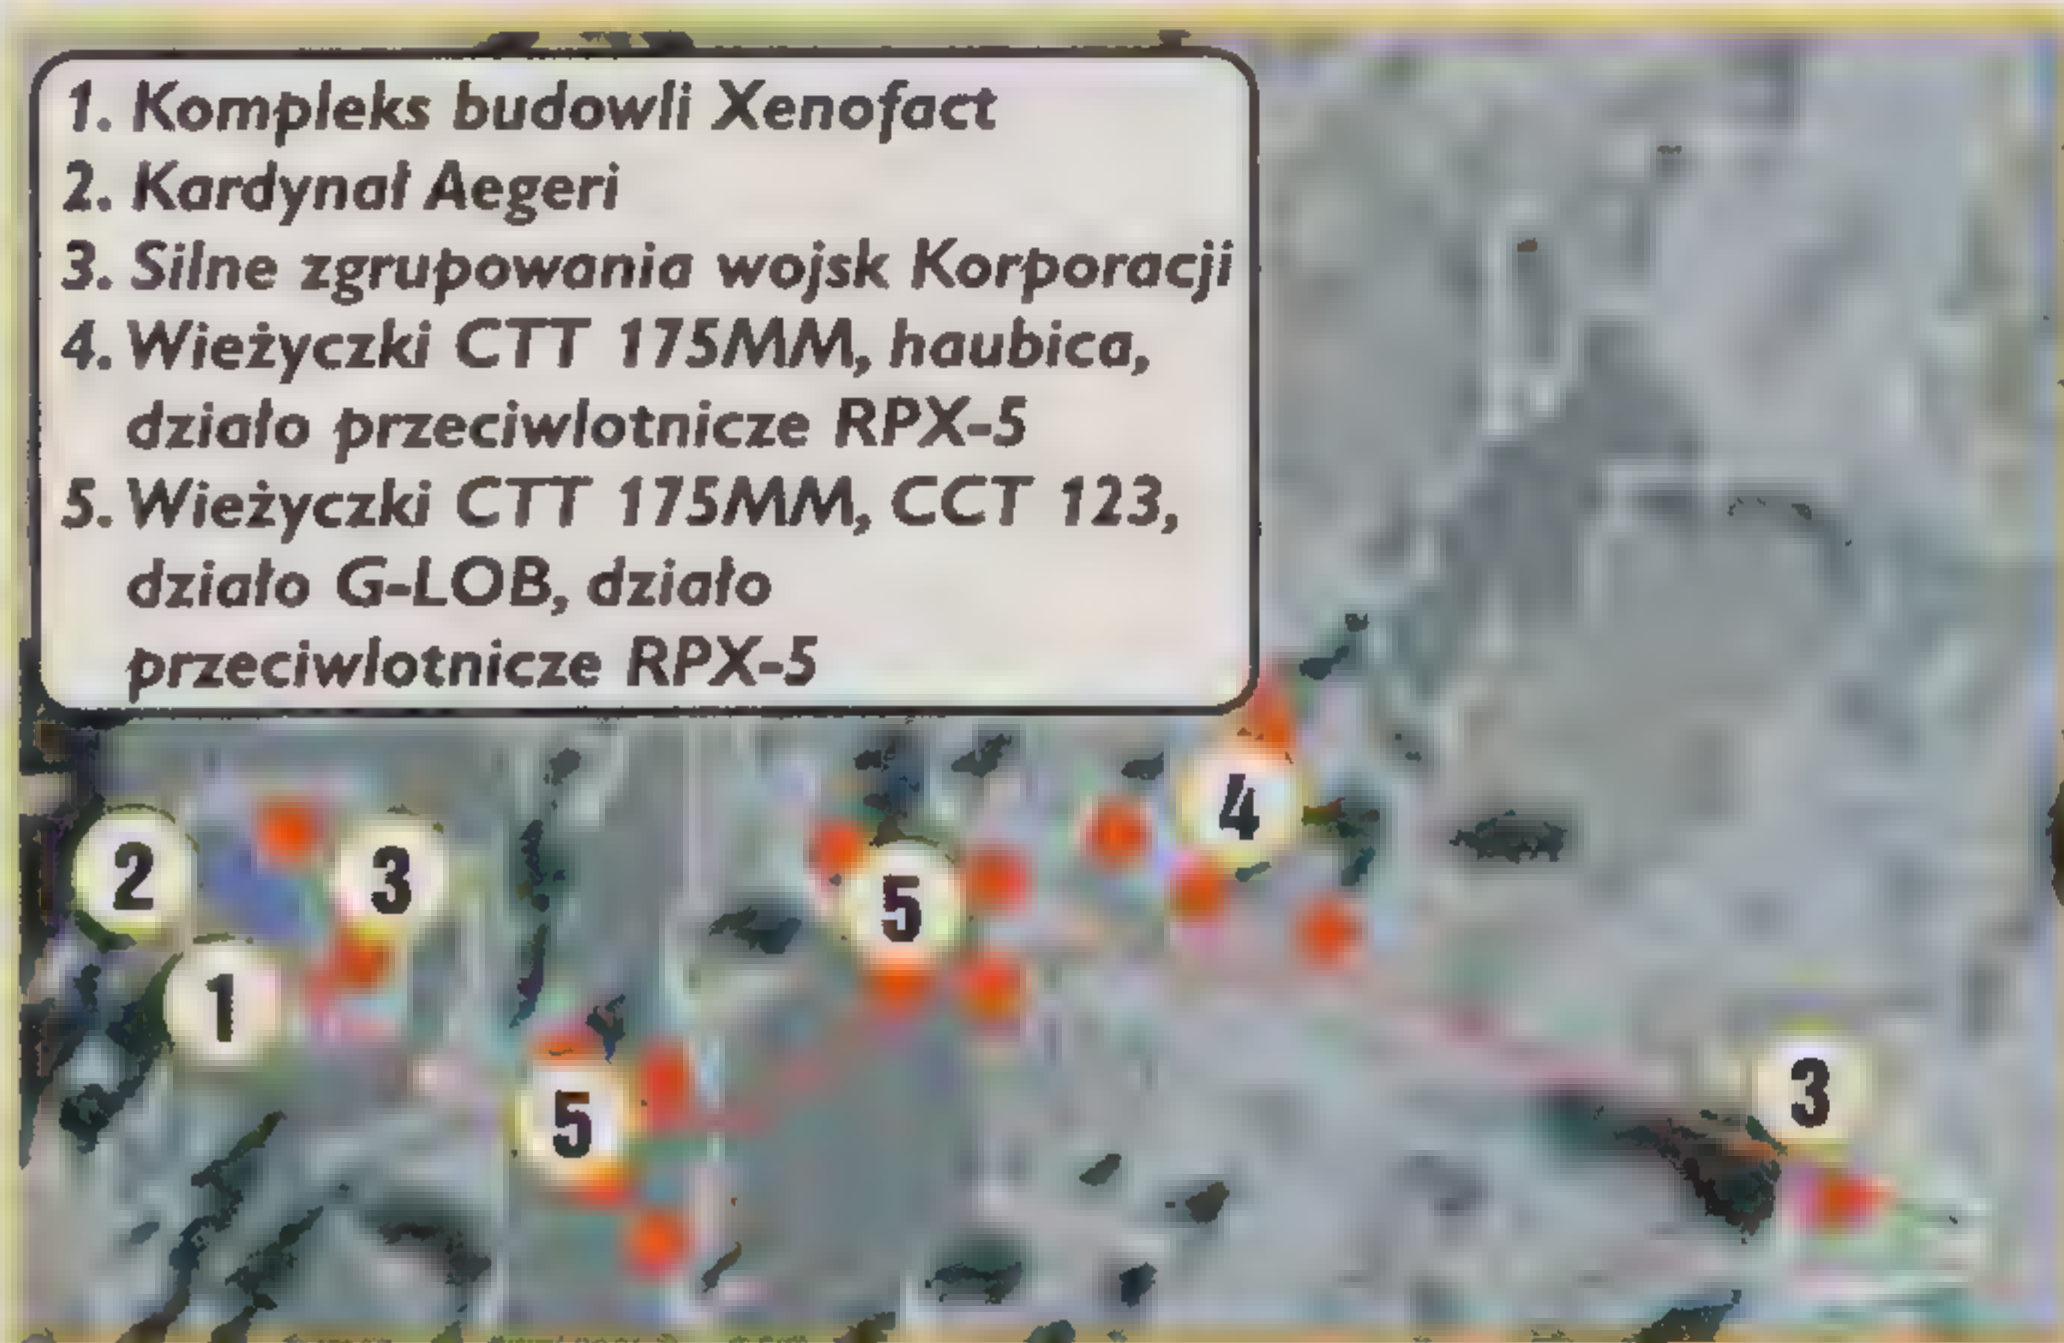 1. Kompleks budowli Xenofact
2. Kardynał Aegeri
3. Silne zgrupowania wojsk Korporacji
4. Wieżyczki CTT 175MM, haubica,
działo przeciwlotnicze RPX-5
5. Wieżyczki CTT 175MM, CCT 123,
działo G-LOB, działo
przeciwlotnicze RPX-5
4
2
3
5
1
5
3